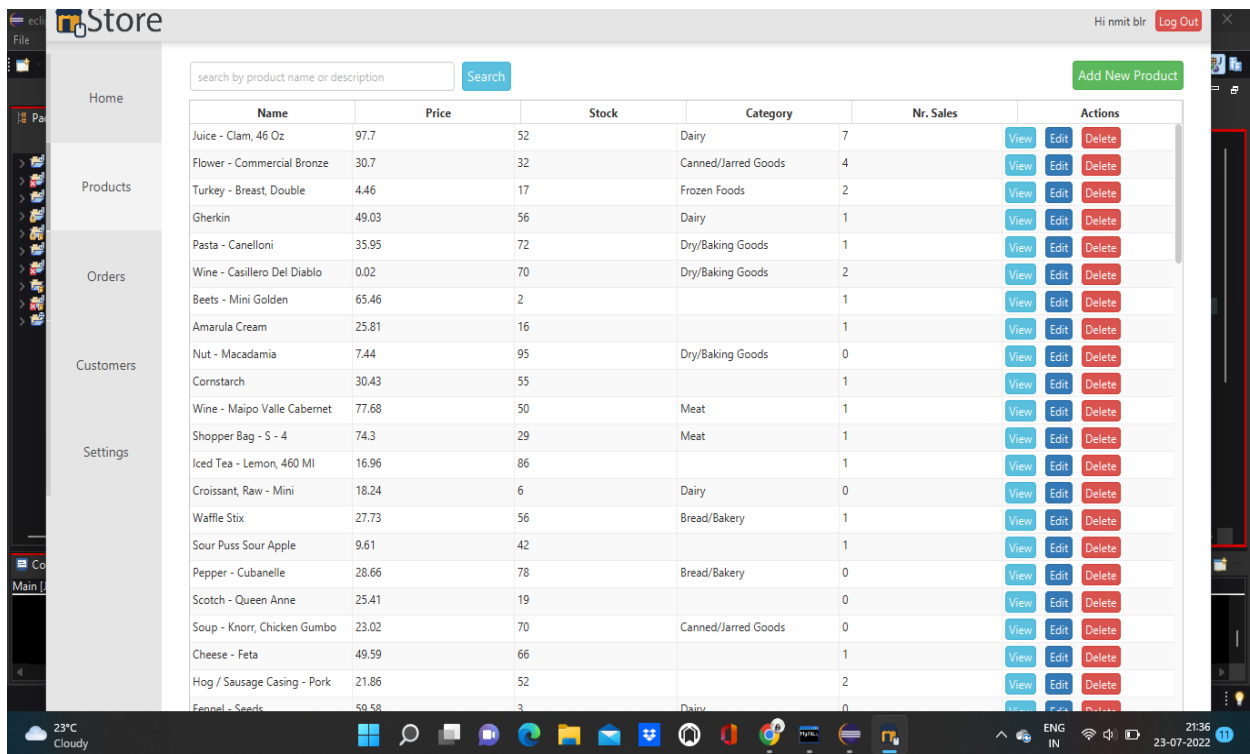 ecli
Store
Hi nmit blr Log Out
File
search by product name or description Search Add New Product
Home
Pa
Name Price Stock Category Nr. Sales Actions
Juice - Clam, 46 Oz 97.7 52 Dairy 7 View Edit Delete
Flower - Commercial Bronze 30.7 32 Canned/Jarred Goods 4 View Edit Delete
Products
Turkey - Breast, Double 4.46 17 Frozen Foods 2 View Edit Delete
Gherkin 49.03 56 Dairy 1 View Edit Delete
Pasta - Canelloni 35.95 72 Dry/Baking Goods 1 View Edit Delete
Orders
Wine - Casillero Del Diablo 0.02 70 Dry/Baking Goods 2 View Edit Delete
Beets - Mini Golden 65.46 2 1 View Edit Delete
Amarula Cream 25.81 16 1 View Edit Delete
Customers
Nut - Macadamia 7.44 95 Dry/Baking Goods 0 View Edit Delete
Cornstarch 30.43 55 1 View Edit Delete
Wine - Maipo Valle Cabernet 77.68 50 Meat 1 View Edit Delete
Shopper Bag - S - 4 74.3 29 Meat 1 View Edit Delete
Settings
Iced Tea - Lemon, 460 Ml 16.96 86 1 View Edit Delete
Croissant, Raw - Mini 18.24 6 Dairy 0 View Edit Delete
Waffle Stix 27.73 56 Bread/Bakery 1 View Edit Delete
Sour Puss Sour Apple 9.61 42 1 View Edit Delete
Co
Pepper - Cubanelle 28.66 78 Bread/Bakery 0 View Edit Delete
Main [J
Scotch - Queen Anne 25.41 19 0 View Edit Delete
Soup - Knorr, Chicken Gumbo 23.02 70 Canned/Jarred Goods 0 View Edit Delete
Cheese - Feta 49.59 66 1 View Edit Delete
Hog / Sausage Casing - Pork 21.86 52 2 View Edit Delete
Fennel - Seeds 59.58 3 Dairy 0 View Edit Delete
23°C
Cloudy
ENG
IN
21:36
23-07-2022
11